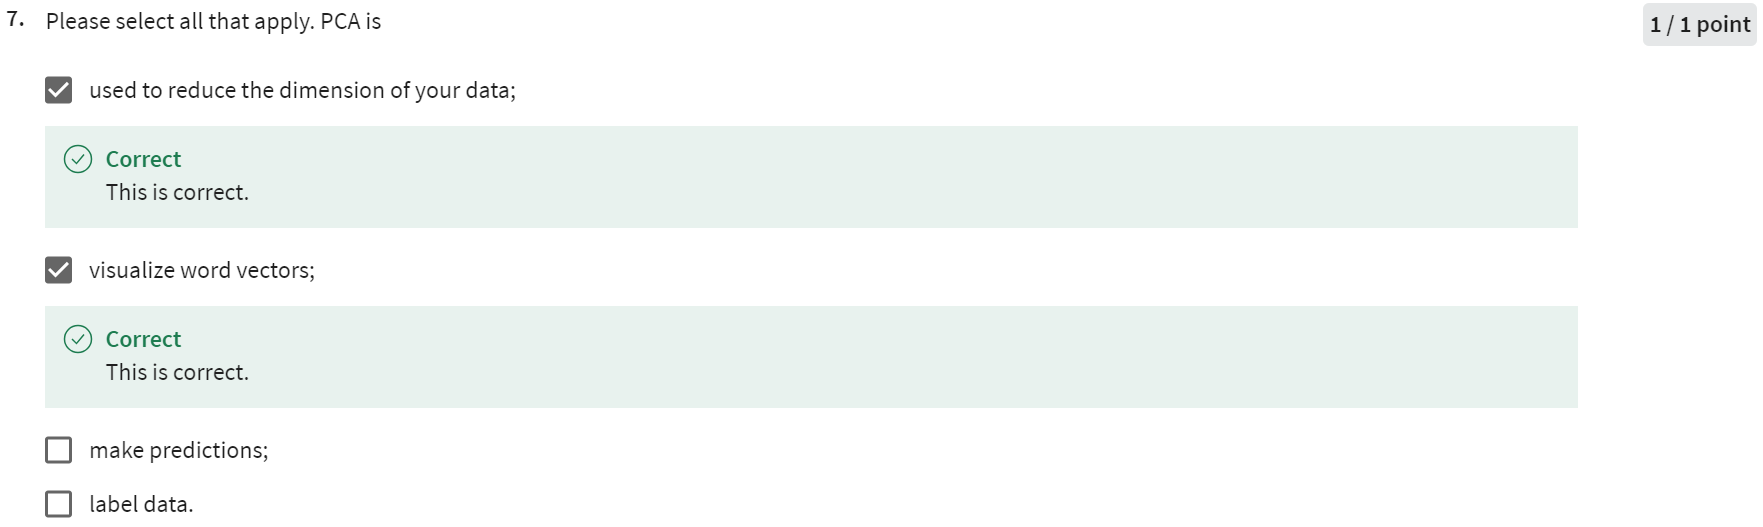 7. Please select all that apply. PCA is
1 / 1 point
used to reduce the dimension of your data;
Correct
This is correct.
visualize word vectors;
Correct
This is correct.
make predictions;
label data.